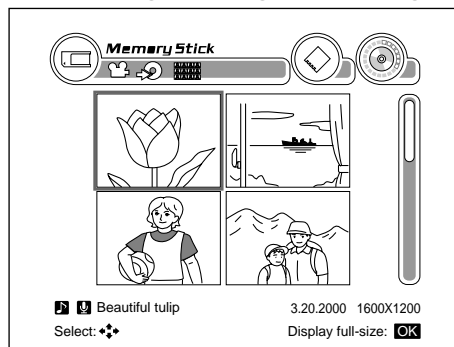 Memory Stick
Beautiful tulip 3.20.2000 1600X1200
Select: Display full-size: OK